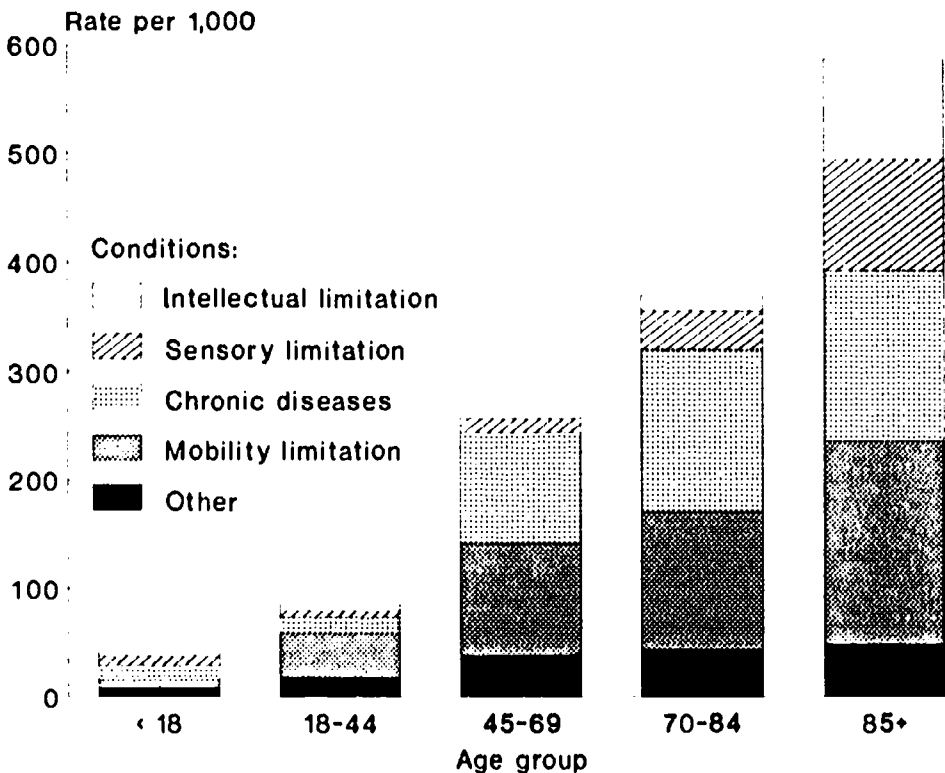 Rate per 1,000
600
500
400
300
200
100
0
Conditions:
Intellectual limitation
Sensory limitation
Chronic diseases
Mobility limitation
Other
< 18
18-44
45-69
70-84
85+
Age group